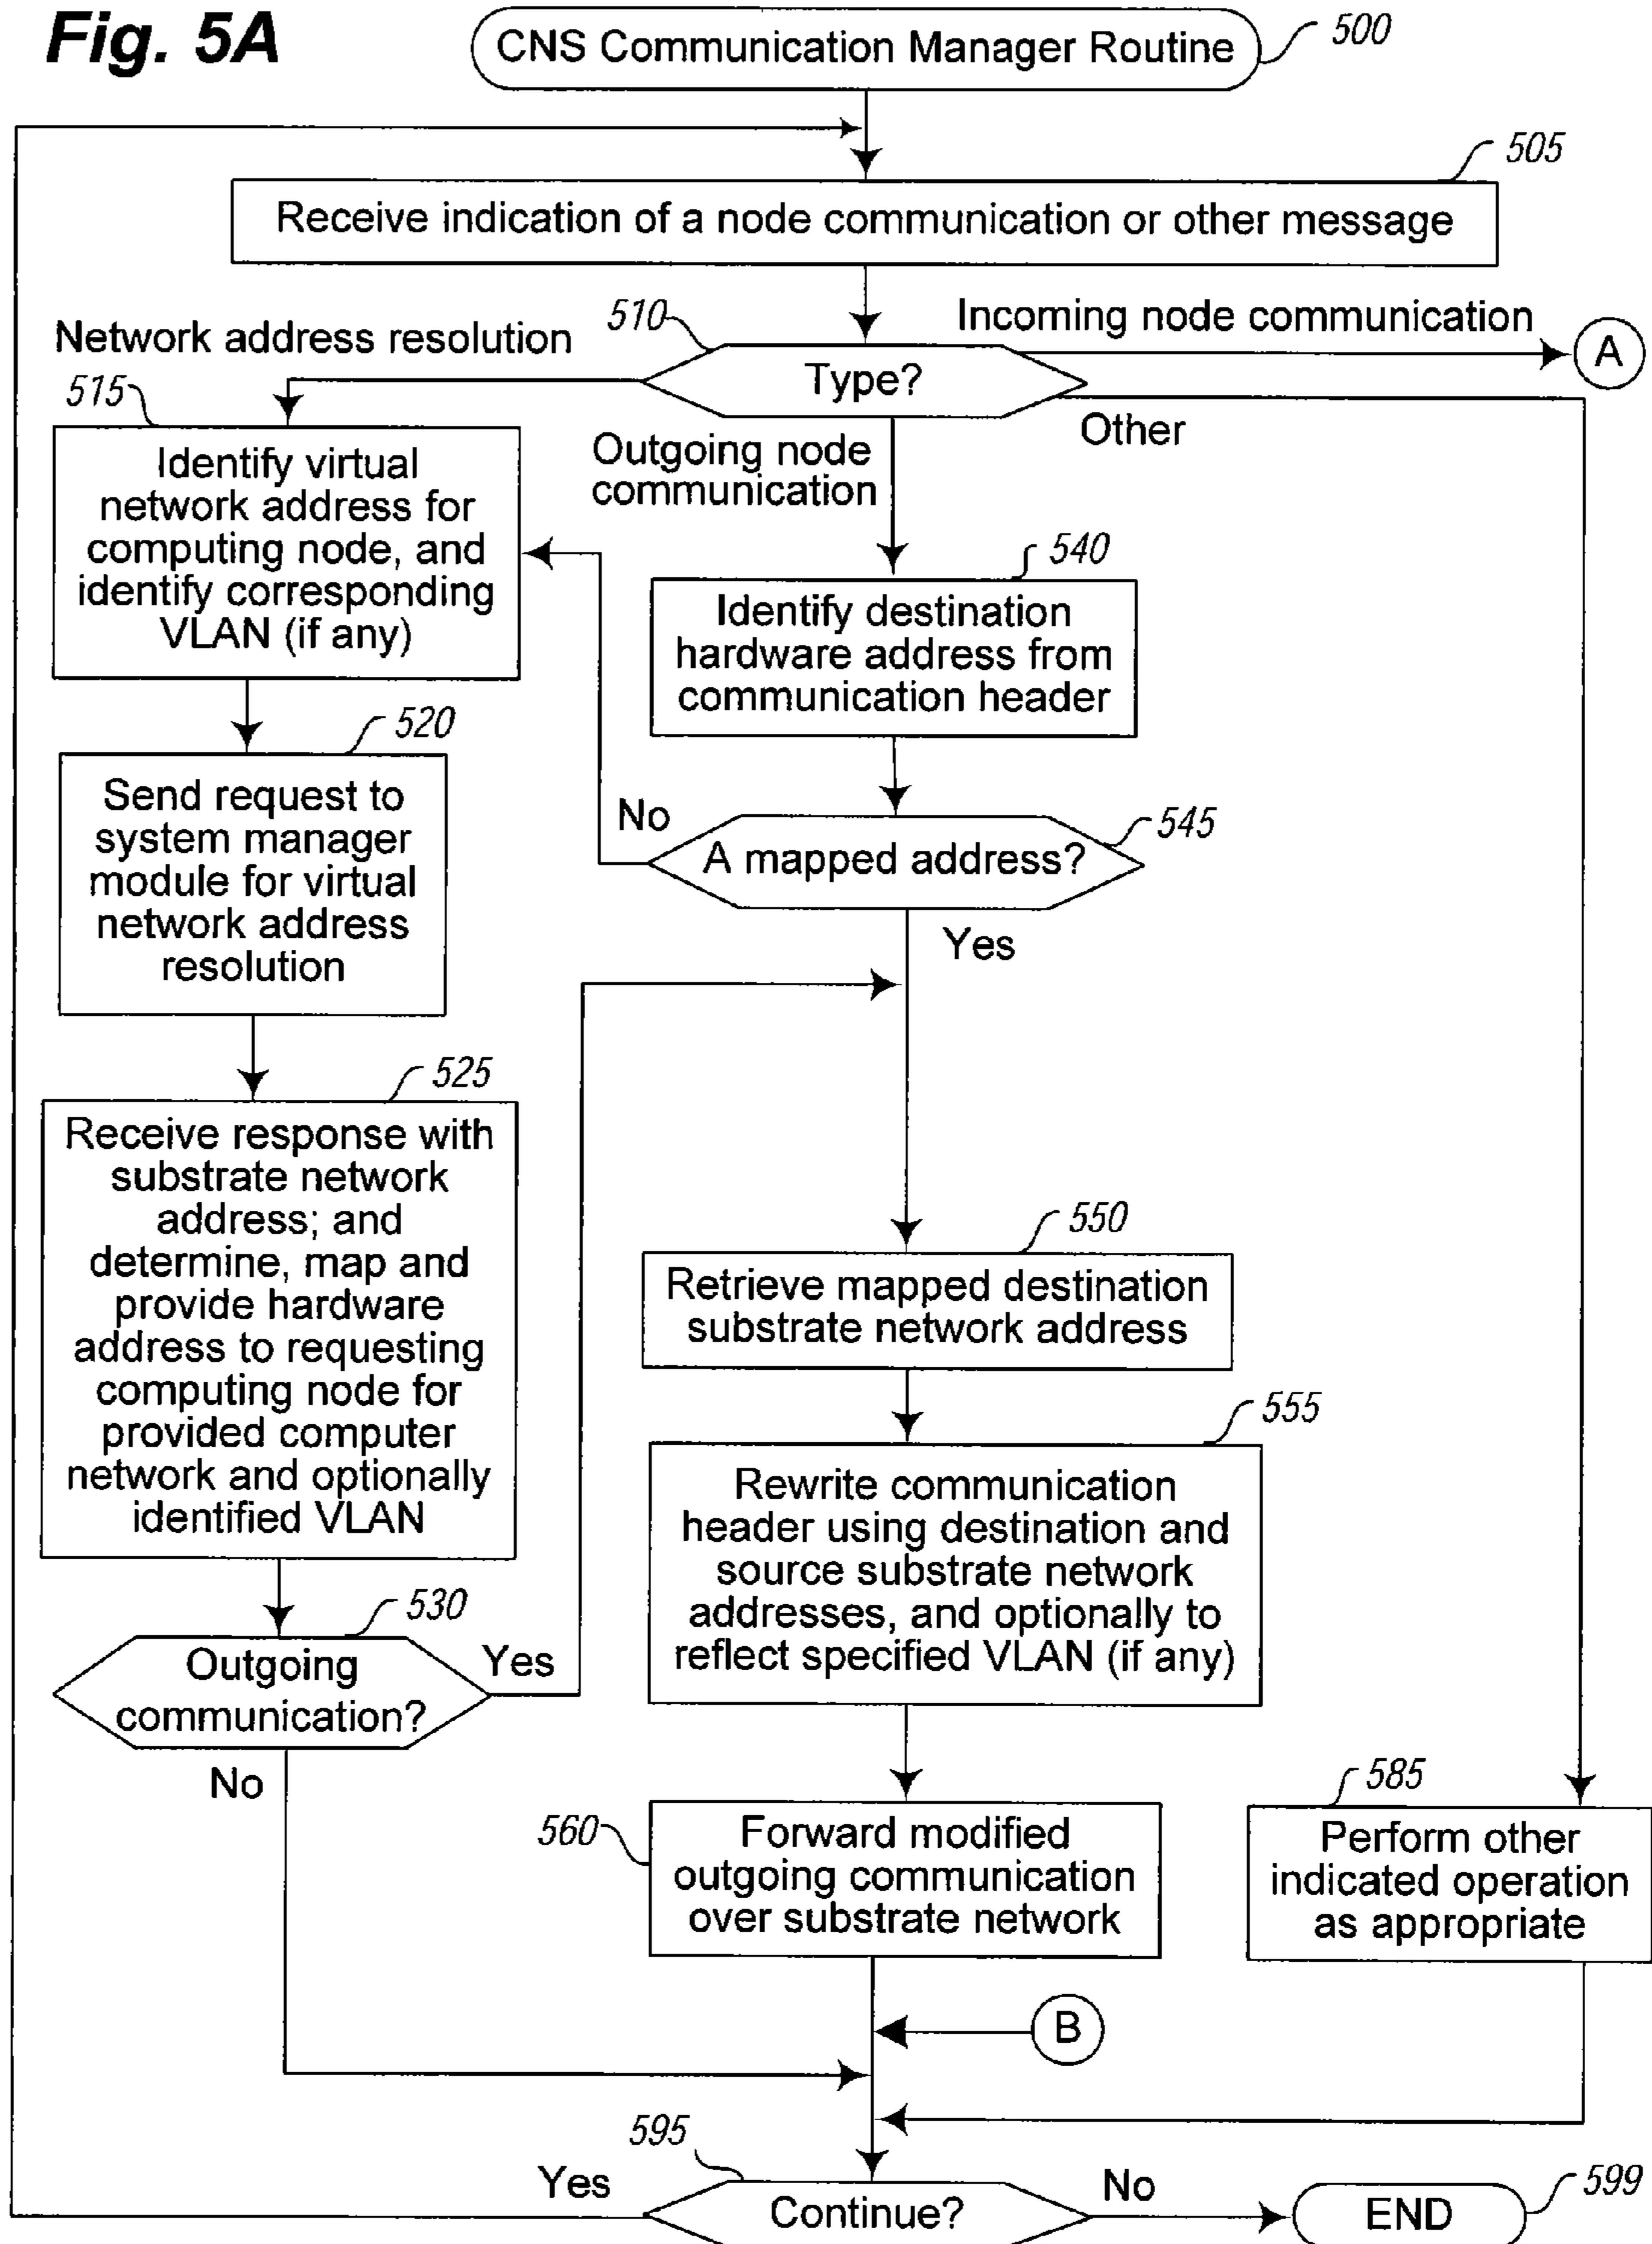 Fig. 5A
CNS Communication Manager Routine
500
505
Receive indication of a node communication or other message
Network address resolution
510
Incoming node communication
A
Type?
Other
515
Identify virtual
network address for
computing node, and
identify corresponding
VLAN (if any)
Outgoing node
communication
540
Identify destination
hardware address from
communication header
520
Send request to
system manager
module for virtual
network address
resolution
No
A mapped address?
545
Yes
525
Receive response with
substrate network
address; and
determine, map and
provide hardware
address to requesting
computing node for
provided computer
network and optionally
identified VLAN
550
Retrieve mapped destination
substrate network address
555
Rewrite communication
header using destination and
source substrate network
addresses, and optionally to
reflect specified VLAN (if any)
530
Outgoing
communication?
Yes
No
560
Forward modified
outgoing communication
over substrate network
585
Perform other
indicated operation
as appropriate
B
595
Yes
Continue?
No
END
599